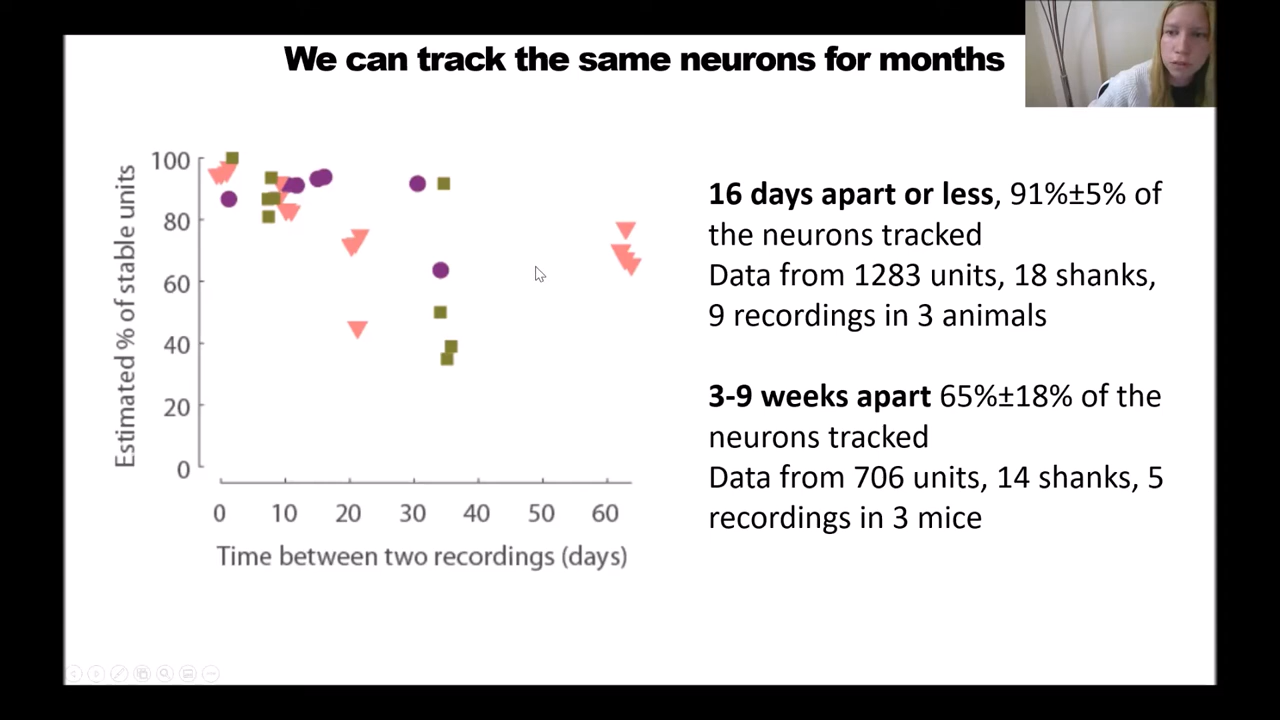 We can track the same neurons for months
Estimated % of stable units
100
80
60
40
20
0
0 10 20 30 40 50 60
Time between two recordings (days)
16 days apart or less, 91%±5% of
the neurons tracked
Data from 1283 units, 18 shanks,
9 recordings in 3 animals
3-9 weeks apart 65%±18% of the
neurons tracked
Data from 706 units, 14 shanks, 5
recordings in 3 mice